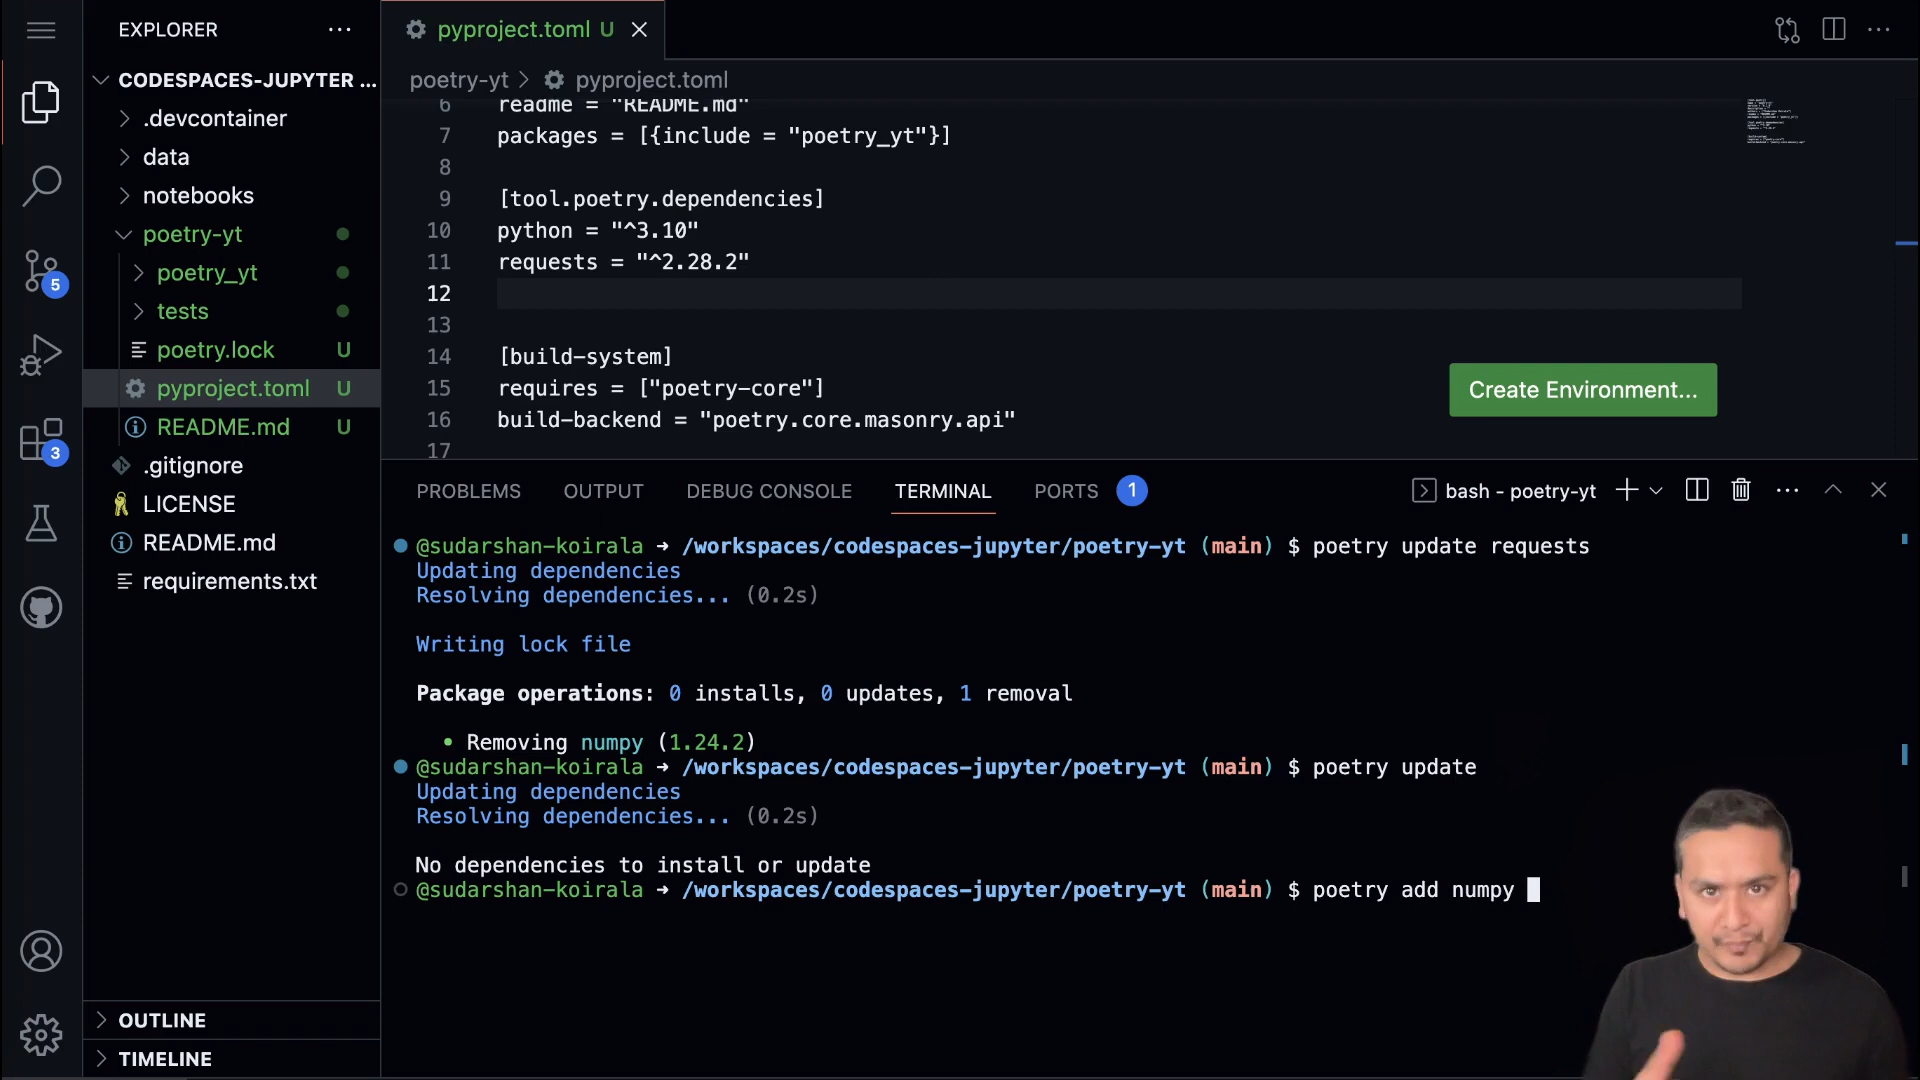 EXPLORER
CODESPACES-JUPYTER ...
.devcontainer
data
notebooks
poetry-yt
poetry_yt
tests
poetry.lock U
pyproject.toml U
README.md U
.gitignore
LICENSE
README.md
requirements.txt
OUTLINE
TIMELINE
5
3
pyproject.toml U
poetry-yt > pyproject.toml
6 readme = "README.md"
7 packages = [{include = "poetry_yt"}]
8
9 [tool.poetry.dependencies]
10 python = "^3.10"
11 requests = "^2.28.2"
12
13
14 [build-system]
15 requires = ["poetry-core"]
16 build-backend = "poetry.core.masonry.api"
17
Create Environment...
PROBLEMS OUTPUT DEBUG CONSOLE TERMINAL PORTS 1
bash - poetry-yt
@sudarshan-koirala → /workspaces/codespaces-jupyter/poetry-yt (main) $ poetry update requests
Updating dependencies
Resolving dependencies... (0.2s)
Writing lock file
Package operations: 0 installs, 0 updates, 1 removal
• Removing numpy (1.24.2)
@sudarshan-koirala → /workspaces/codespaces-jupyter/poetry-yt (main) $ poetry update
Updating dependencies
Resolving dependencies... (0.2s)
No dependencies to install or update
@sudarshan-koirala → /workspaces/codespaces-jupyter/poetry-yt (main) $ poetry add numpy